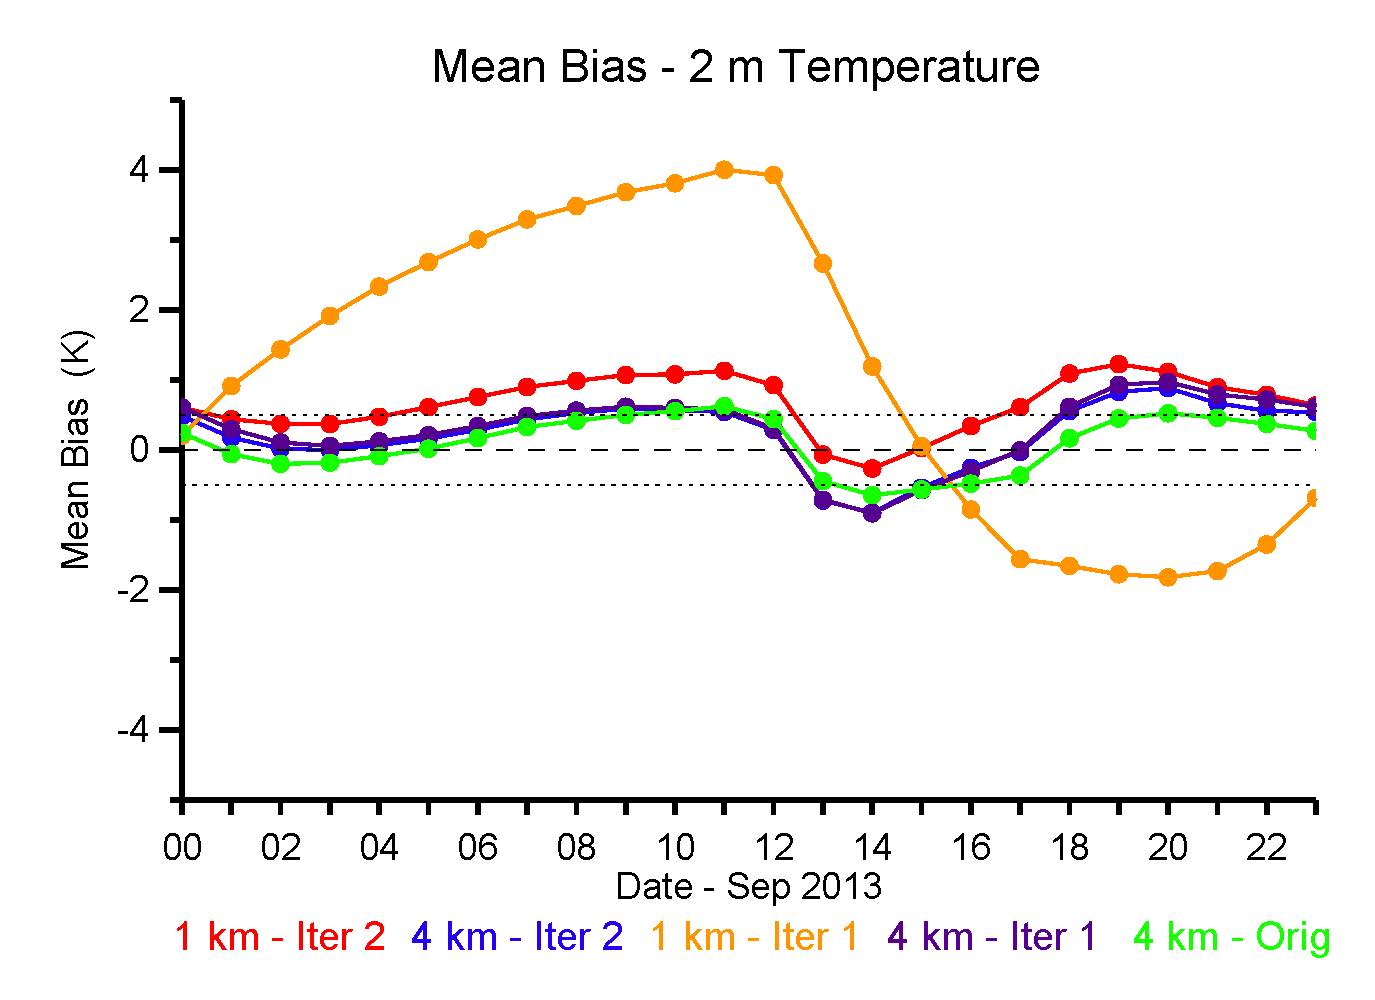 Mean Bias - 2 m Temperature
Mean Bias (K)
4
2
0
-2
-4
00 02 04 06 08 10 12 14 16 18 20 22
Date - Sep 2013
1 km - Iter 2 4 km - Iter 2 1 km - Iter 1 4 km - Iter 1 4 km - Orig